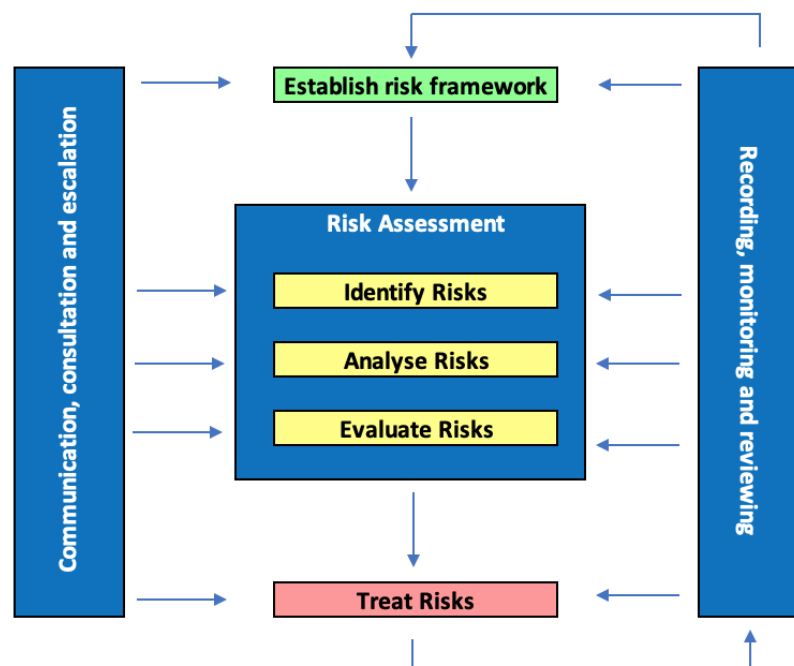 Establish risk framework
Communication, consultation and escalation
Risk Assessment
Identify Risks
Analyse Risks
Evaluate Risks
Recording, monitoring and reviewing
Treat Risks